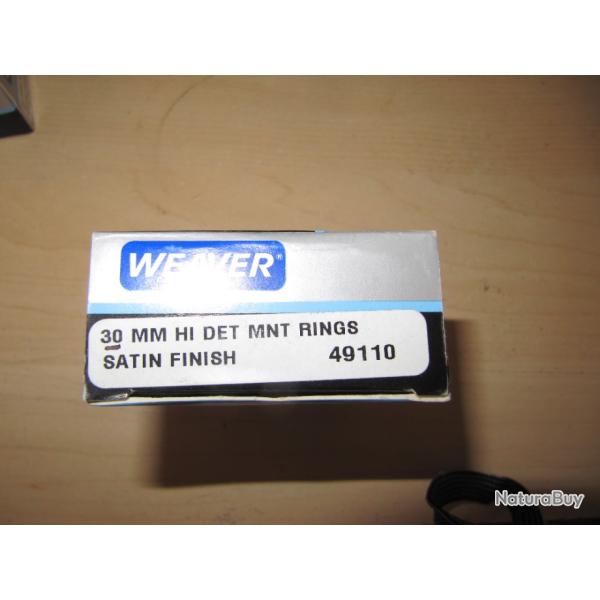 WEAVER®
30 MM HI DET MNT RINGS
SATIN FINISH 49110
NaturaBuy